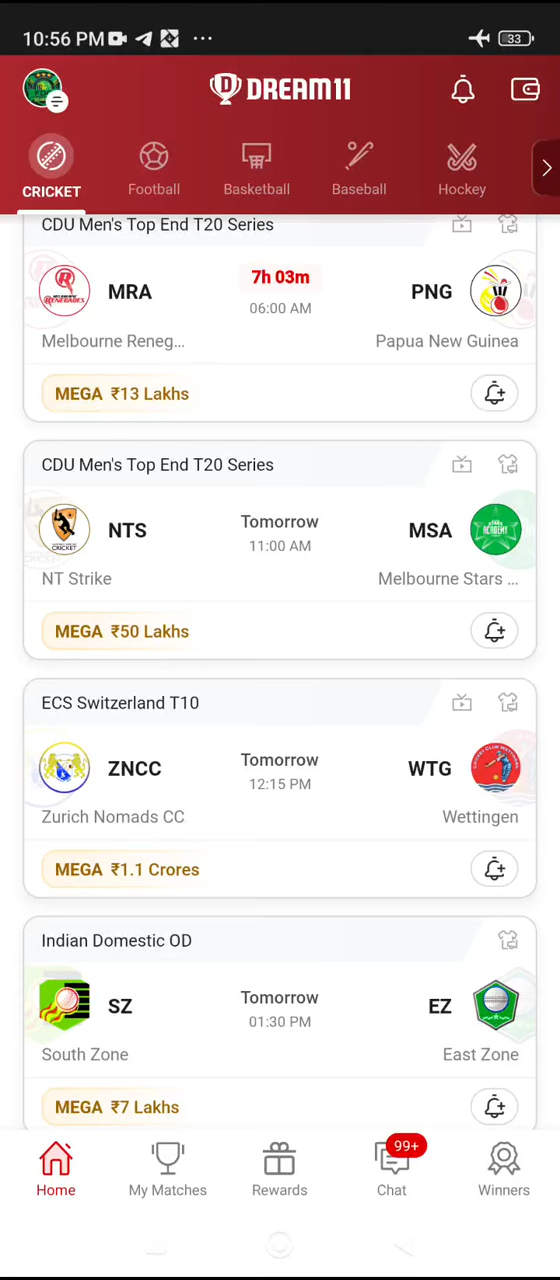 10:56 PM ...
33
DREAM11
CRICKET Football Basketball Baseball Hockey
CDU Men's Top End T20 Series
MRA 7h 03m PNG
06:00 AM
Melbourne Reneg... Papua New Guinea
MEGA ₹13 Lakhs
CDU Men's Top End T20 Series
NTS Tomorrow MSA
11:00 AM
NT Strike Melbourne Stars ...
MEGA ₹50 Lakhs
ECS Switzerland T10
ZNCC Tomorrow WTG
12:15 PM
Zurich Nomads CC Wettingen
MEGA ₹1.1 Crores
Indian Domestic OD
SZ Tomorrow EZ
01:30 PM
South Zone East Zone
MEGA ₹7 Lakhs
99+
Home My Matches Rewards Chat Winners